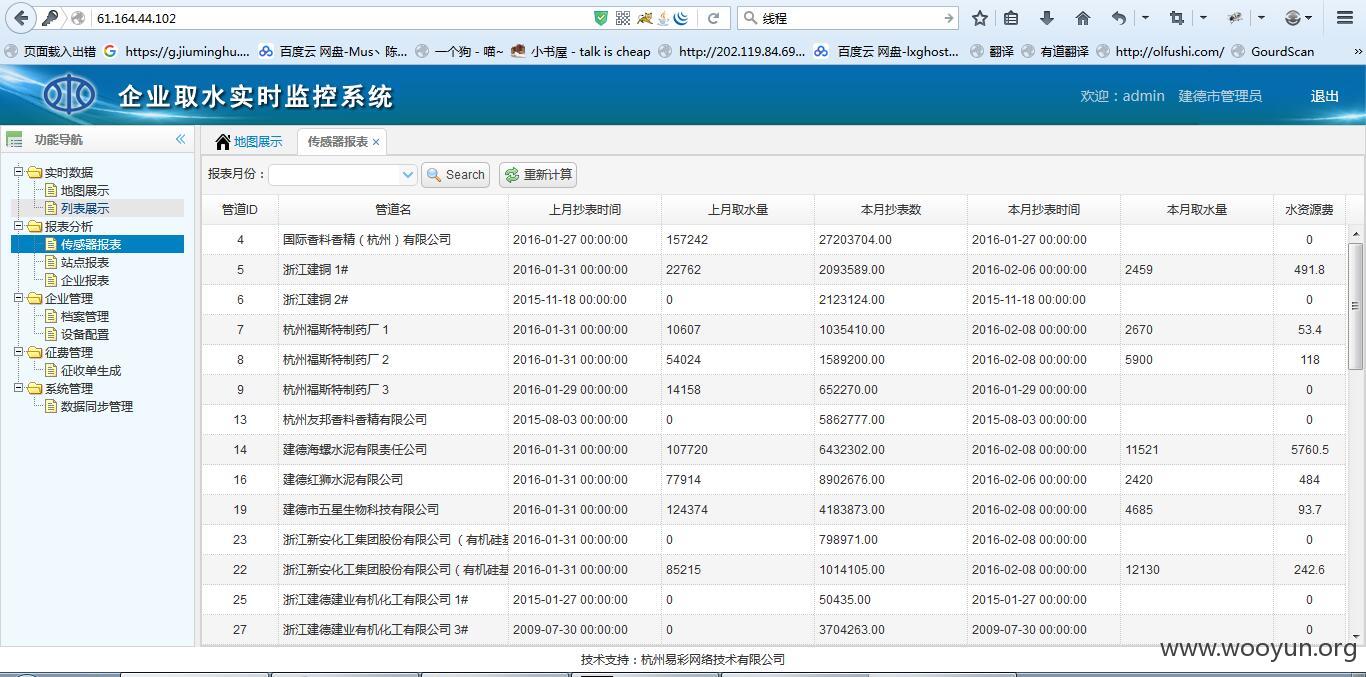 61.164.44.102
线程
页面载入出错
https://g.jiuminghu....
百度云 网盘-Mus丶陈...
一个狗 - 喵~
小书屋 - talk is cheap
http://202.119.84.69...
百度云 网盘-lxghost...
翻译
有道翻译
http://olfushi.com/
GourdScan
»
企业取水实时监控系统
欢迎：admin 建德市管理员 退出
功能导航
地图展示
传感器报表
实时数据
地图展示
列表展示
报表分析
传感器报表
站点报表
企业报表
企业管理
档案管理
设备配置
征费管理
征收单生成
系统管理
数据同步管理
报表月份： Search 重新计算
管道ID 管道名 上月抄表时间 上月取水量 本月抄表数 本月抄表时间 本月取水量 水资源费
4 国际香料香精（杭州）有限公司 2016-01-27 00:00:00 157242 27203704.00 2016-01-27 00:00:00 0
5 浙江建铜 1# 2016-01-31 00:00:00 22762 2093589.00 2016-02-06 00:00:00 2459 491.8
6 浙江建铜 2# 2015-11-18 00:00:00 0 2123124.00 2015-11-18 00:00:00 0
7 杭州福斯特制药厂 1 2016-01-31 00:00:00 10607 1035410.00 2016-02-08 00:00:00 2670 53.4
8 杭州福斯特制药厂 2 2016-01-31 00:00:00 54024 1589200.00 2016-02-08 00:00:00 5900 118
9 杭州福斯特制药厂 3 2016-01-29 00:00:00 14158 652270.00 2016-01-29 00:00:00 0
13 杭州友邦香料香精有限公司 2015-08-03 00:00:00 0 5862777.00 2015-08-03 00:00:00 0
14 建德海螺水泥有限责任公司 2016-01-31 00:00:00 107720 6432302.00 2016-02-08 00:00:00 11521 5760.5
16 建德红狮水泥有限公司 2016-01-31 00:00:00 77914 8902676.00 2016-02-06 00:00:00 2420 484
19 建德市五星生物科技有限公司 2016-01-31 00:00:00 124374 4183873.00 2016-02-08 00:00:00 4685 93.7
23 浙江新安化工集团股份有限公司 （有机硅基 2016-01-31 00:00:00 798971.00 2016-02-08 00:00:00 0
22 浙江新安化工集团股份有限公司（有机硅基 2016-01-31 00:00:00 85215 1014105.00 2016-02-08 00:00:00 12130 242.6
25 浙江建德建业有机化工有限公司 1# 2015-01-27 00:00:00 0 50435.00 2015-01-27 00:00:00 0
27 浙江建德建业有机化工有限公司 3# 2009-07-30 00:00:00 0 3704263.00 2009-07-30 00:00:00 0
技术支持：杭州易彩网络技术有限公司
www.wooyun.org